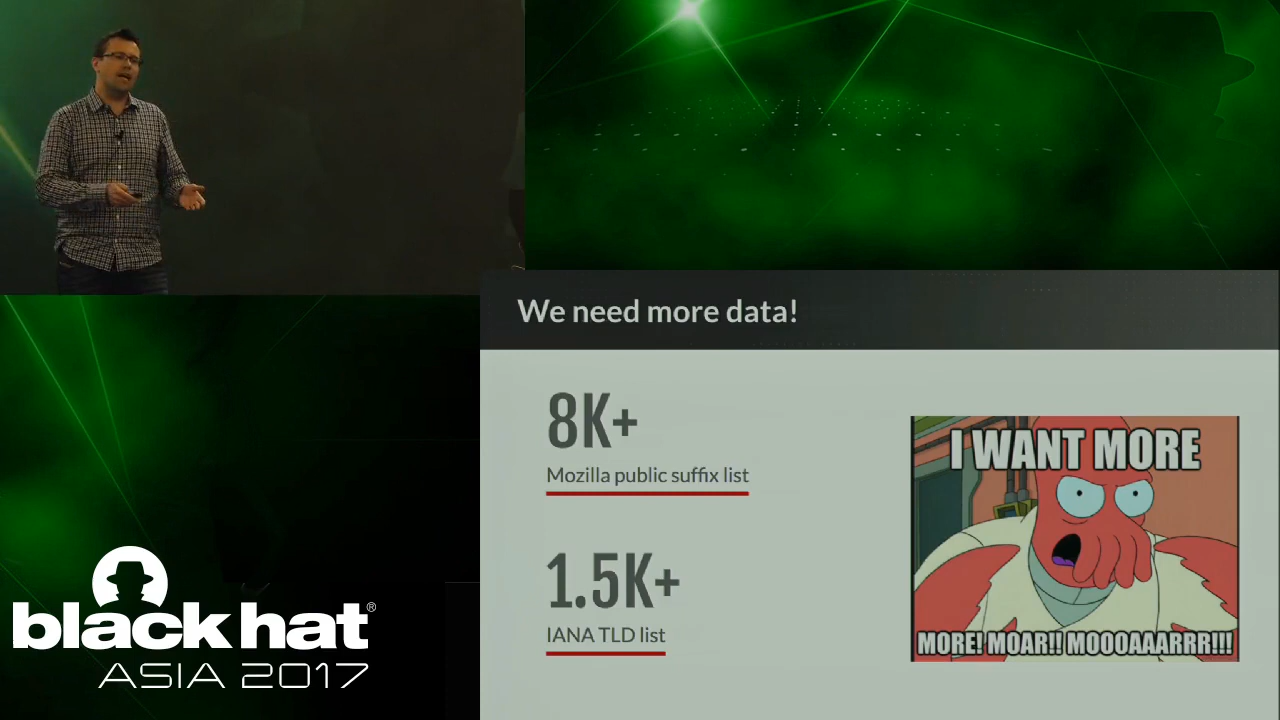 We need more data!
8K+
Mozilla public suffix list
1.5K+
IANA TLD list
I WANT MORE
MORE! MOAR!! MOOOAAARRR!!!
black hat®
ASIA 2017